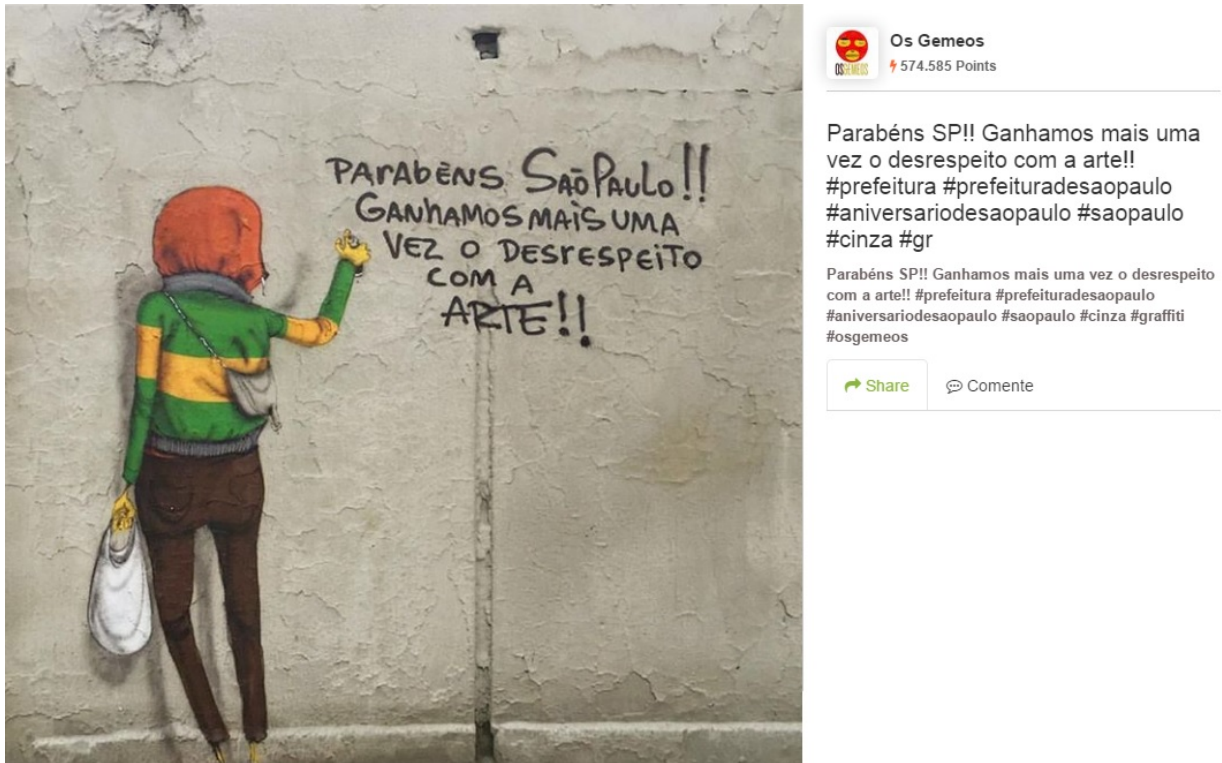 PARABÉNS SÃO PAULO!!
GANHAMOS MAIS UMA
VEZ O DESRESPEITO
COM A
ARTE!!
OSGEMEOS
Os Gemeos
574.585 Points
Parabéns SP!! Ganhamos mais uma
vez o desrespeito com a arte!!
#prefeitura #prefeituradesaopaulo
#aniversariodesaopaulo #saopaulo
#cinza #gr
Parabéns SP!! Ganhamos mais uma vez o desrespeito
com a arte!! #prefeitura #prefeituradesaopaulo
#aniversariodesaopaulo #saopaulo #cinza #graffiti
#osgemeos
Share
Comente